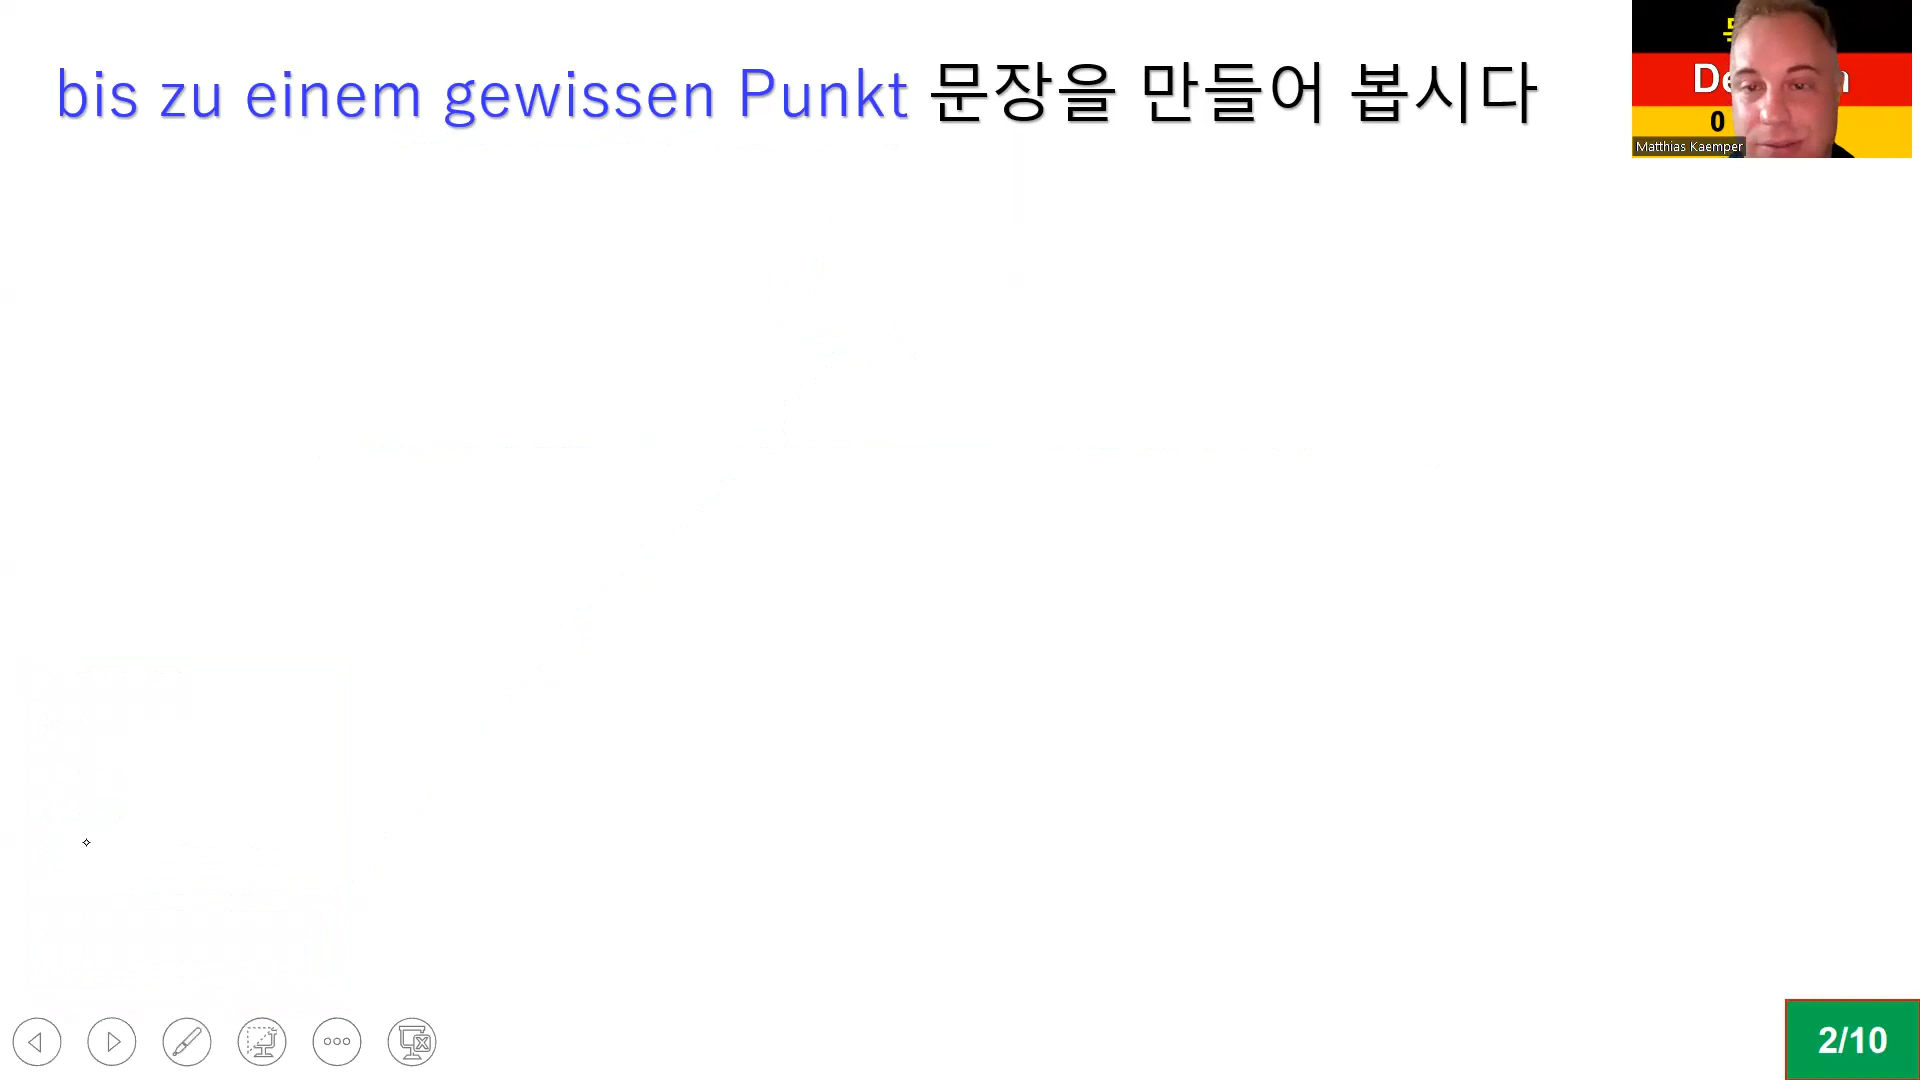 bis zu einem gewissen Punkt 문장을 만들어 봅시다
Matthias Kaemper
0
2/10